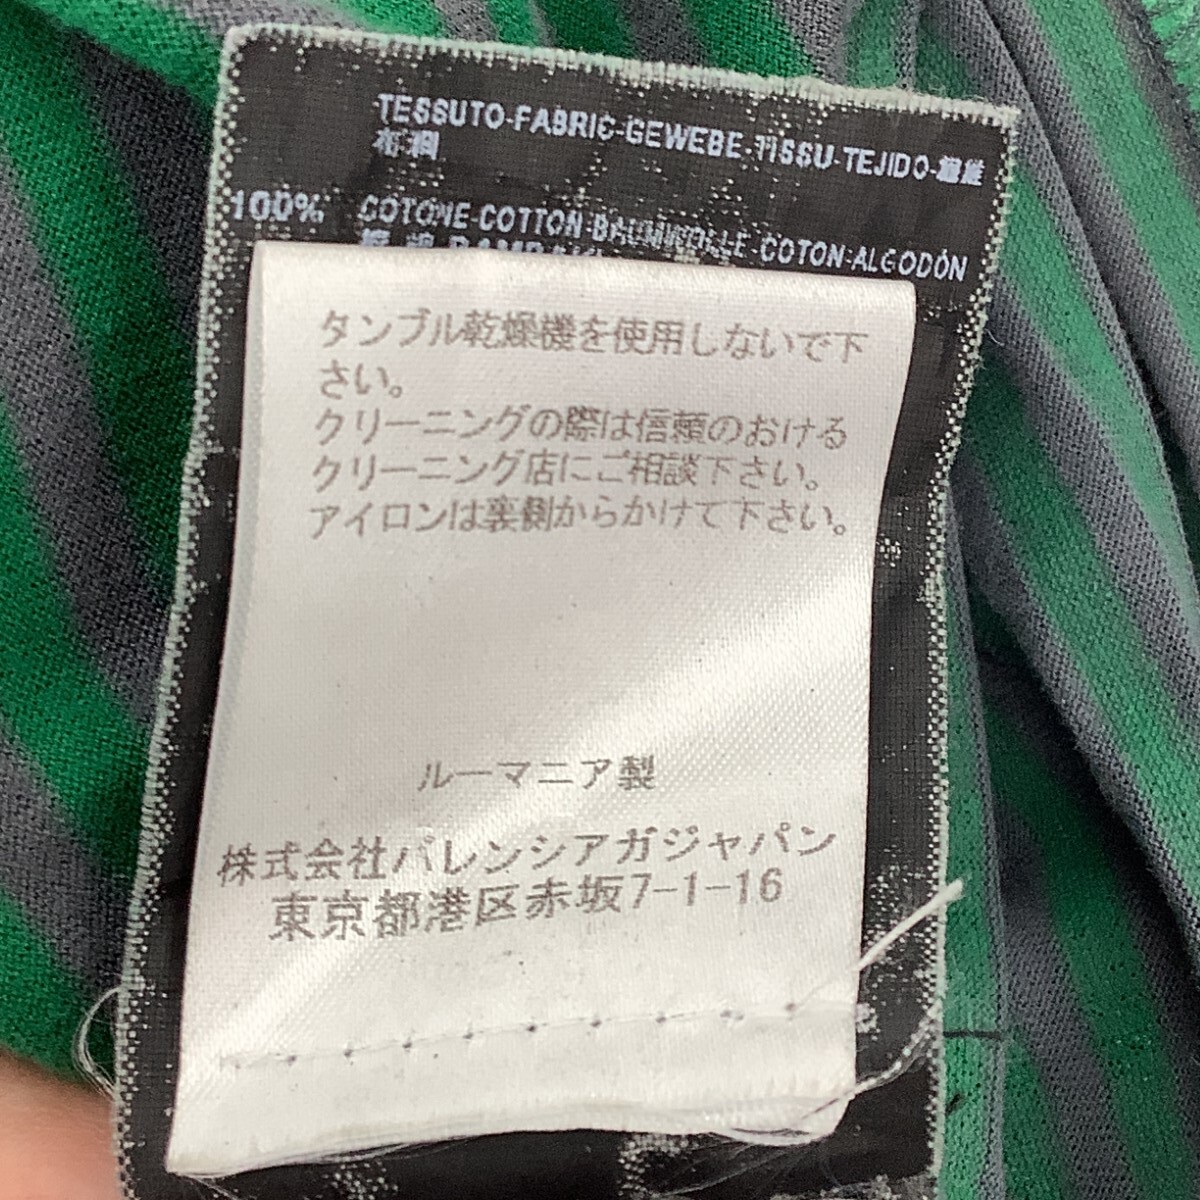 TESSUTO-FABRIC-GEWEBE-TISSU-TEJIDO-
100% COTONE-COTTON-BAUMWOLLE-COTON-ALGODÓN
タンブル乾燥機を使用しないで下
さい。
クリーニングの際は信頼のおける
クリーニング店にご相談下さい。
アイロンは裏側からかけて下さい。
ルーマニア製
株式会社バレンシアガジャパン
東京都港区赤坂7-1-16